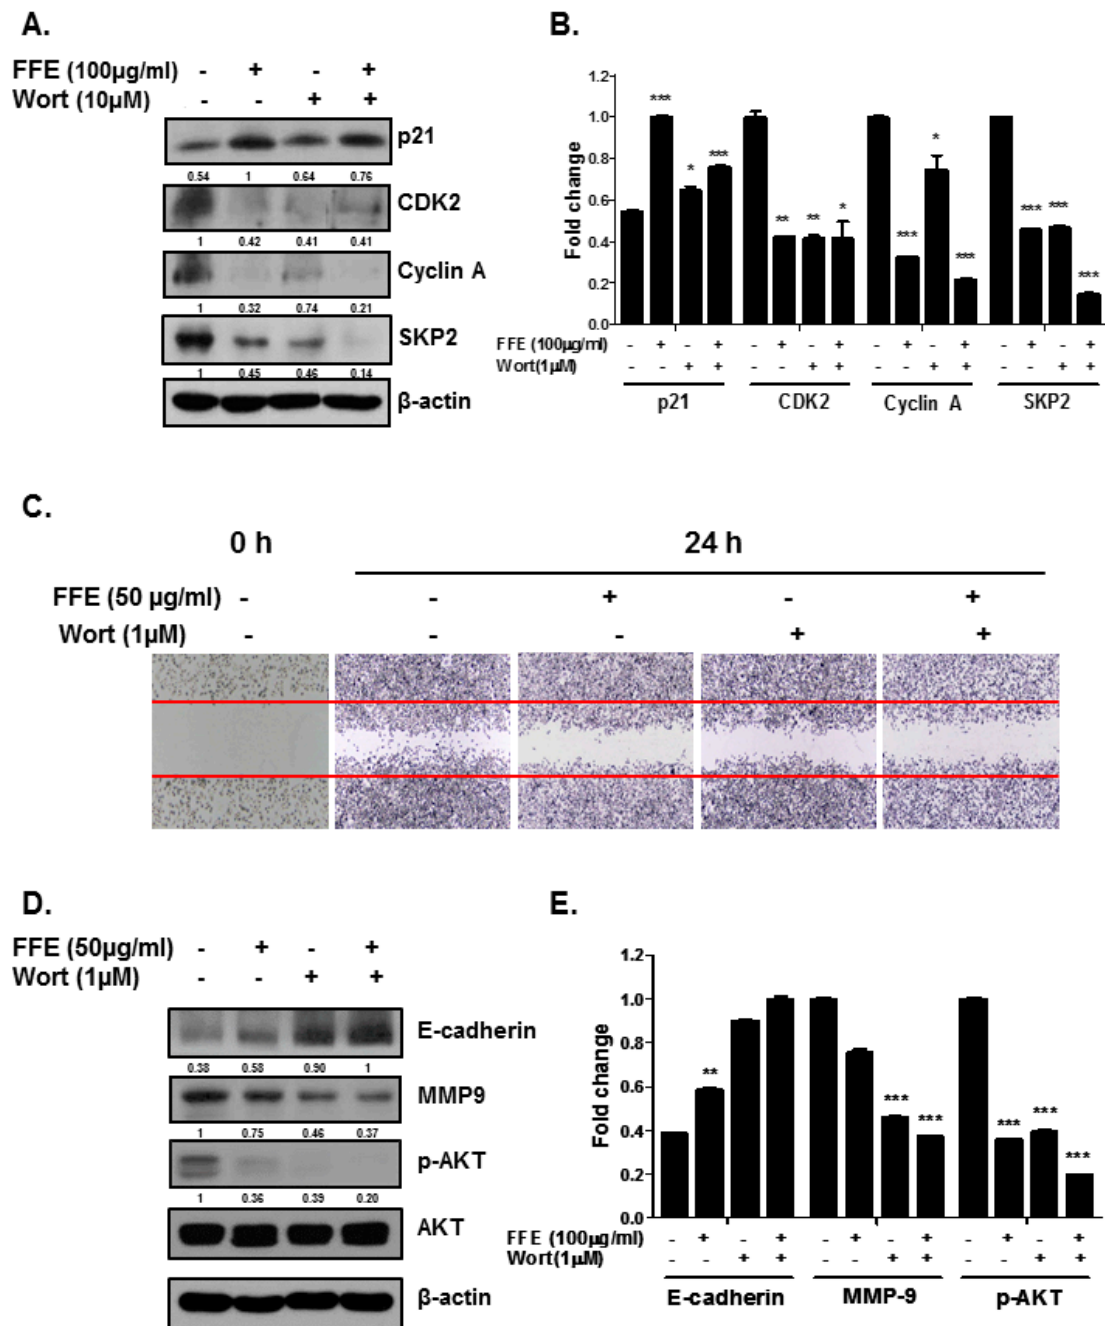 A.
FFE (100µg/ml) - + - +
Wort (10µM) - - + +
p21
0.54 1 0.64 0.76
CDK2
1 0.42 0.41 0.41
Cyclin A
1 0.32 0.74 0.21
SKP2
1 0.45 0.46 0.14
β-actin
B.
Fold change
1.2
1.0
0.8
0.6
0.4
0.2
0.0
*** * ***
** ** *
*** * ***
*** *** ***
FFE (100µg/ml) - + - + - + - + - + - + - + - +
Wort(1µM) - - + + - - + + - - + + - - + +
p21 CDK2 Cyclin A SKP2
C.
0 h 24 h
FFE (50 µg/ml) - - + - +
Wort (1µM) - - - + +
D.
FFE (50µg/ml) - + - +
Wort (1µM) - - + +
E-cadherin
0.38 0.58 0.90 1
MMP9
1 0.75 0.46 0.37
p-AKT
1 0.36 0.39 0.20
AKT
β-actin
E.
Fold change
1.2
1.0
0.8
0.6
0.4
0.2
0.0
**
*** ***
*** *** ***
FFE (100µg/ml) - + - + - + - + - + - +
Wort(1µM) - - + + - - + + - - + +
E-cadherin MMP-9 p-AKT